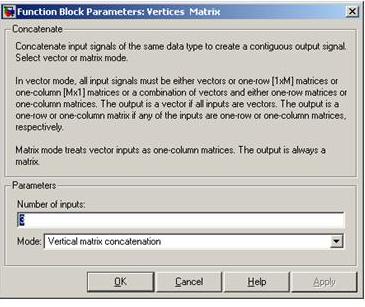 Function Block Parameters: Vertices Matrix
Concatenate
Concatenate input signals of the same data type to create a contiguous output signal.
Select vector or matrix mode.
In vector mode, all input signals must be either vectors or one-row [1xM] matrices or
one-column [Mx1] matrices or a combination of vectors and either one-row matrices or
one-column matrices. The output is a vector if all inputs are vectors. The output is a
one-row or one-column matrix if any of the inputs are one-row or one-column matrices,
respectively.
Matrix mode treats vector inputs as one-column matrices. The output is always a
matrix.
Parameters
Number of inputs:
3
Mode: Vertical matrix concatenation
OK Cancel Help Apply